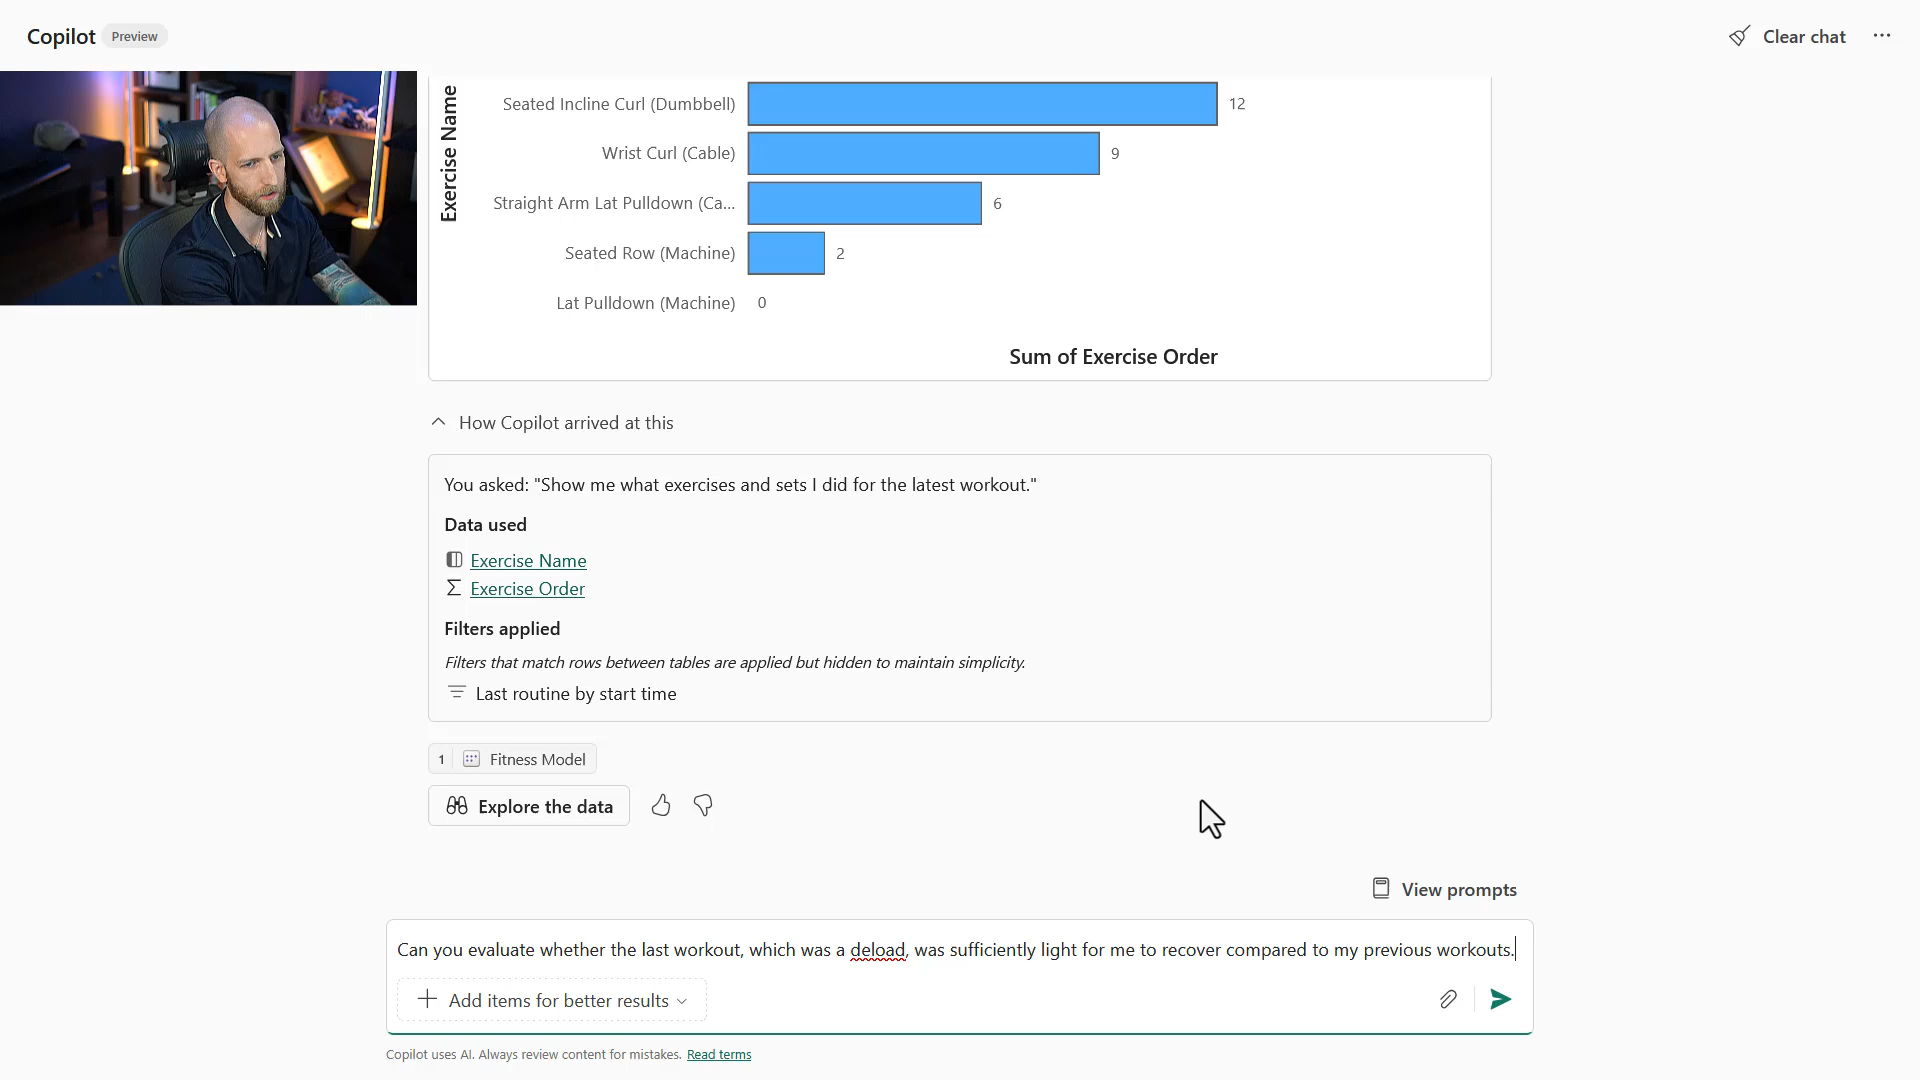 Copilot Preview
Clear chat
Exercise Name
Seated Incline Curl (Dumbbell) 12
Wrist Curl (Cable) 9
Straight Arm Lat Pulldown (Ca... 6
Seated Row (Machine) 2
Lat Pulldown (Machine) 0
Sum of Exercise Order
How Copilot arrived at this
You asked: "Show me what exercises and sets I did for the latest workout."
Data used
Exercise Name
Exercise Order
Filters applied
Filters that match rows between tables are applied but hidden to maintain simplicity.
Last routine by start time
1 Fitness Model
Explore the data
View prompts
Can you evaluate whether the last workout, which was a deload, was sufficiently light for me to recover compared to my previous workouts.
Add items for better results
Copilot uses AI. Always review content for mistakes. Read terms